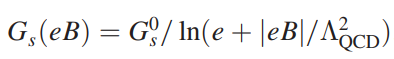 G_s(eB) = G_s^0 / ln(e + |eB|/Λ_QCD^2)